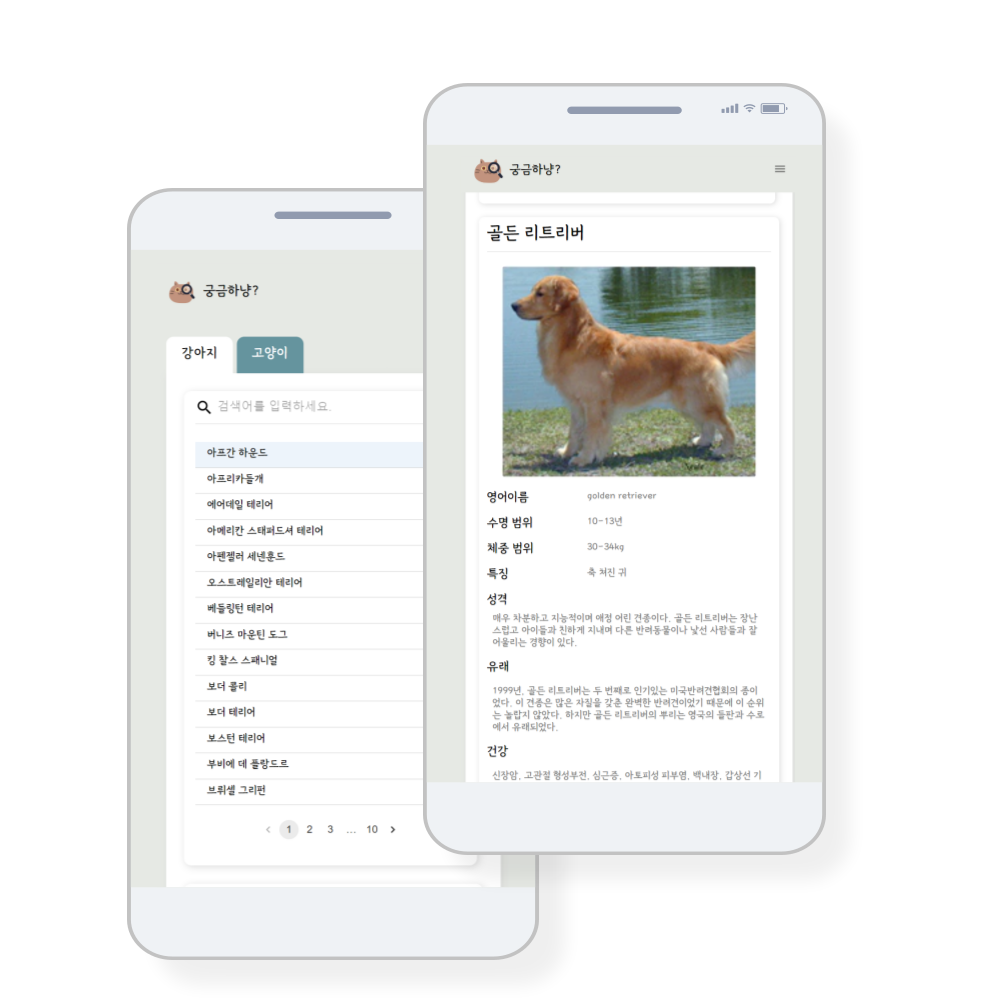 궁금하냥?
강아지
고양이
검색어를 입력하세요.
아프간 하운드
아프리카들개
에어데일 테리어
아메리칸 스태퍼드셔 테리어
아펜젤러 세넨훈드
오스트레일리안 테리어
베들링턴 테리어
버니즈 마운틴 도그
킹 찰스 스패니얼
보더 콜리
보더 테리어
보스턴 테리어
부비에 데 플랑드르
브뤼셀 그리펀
< 1 2 3 ... 10 >
궁금하냥?
골든 리트리버
영어이름 golden retriever
수명 범위 10-13년
체중 범위 30-34kg
특징 축 쳐진 귀
성격
매우 차분하고 지능적이며 애정 어린 견종이다. 골든 리트리버는 장난
스럽고 아이들과 친하게 지내며 다른 반려동물이나 낯선 사람들과 잘
어울리는 경향이 있다.
유래
1999년, 골든 리트리버는 두 번째로 인기있는 미국반려견협회의 종이
었다. 이 견종은 많은 자질을 갖춘 완벽한 반려견이었기 때문에 이 순위
는 놀랍지 않았다. 하지만 골든 리트리버의 뿌리는 영국의 들판과 수로
에서 유래되었다.
건강
신장암, 고관절 형성부전, 심근증, 아토피성 피부염, 백내장, 갑상선 기